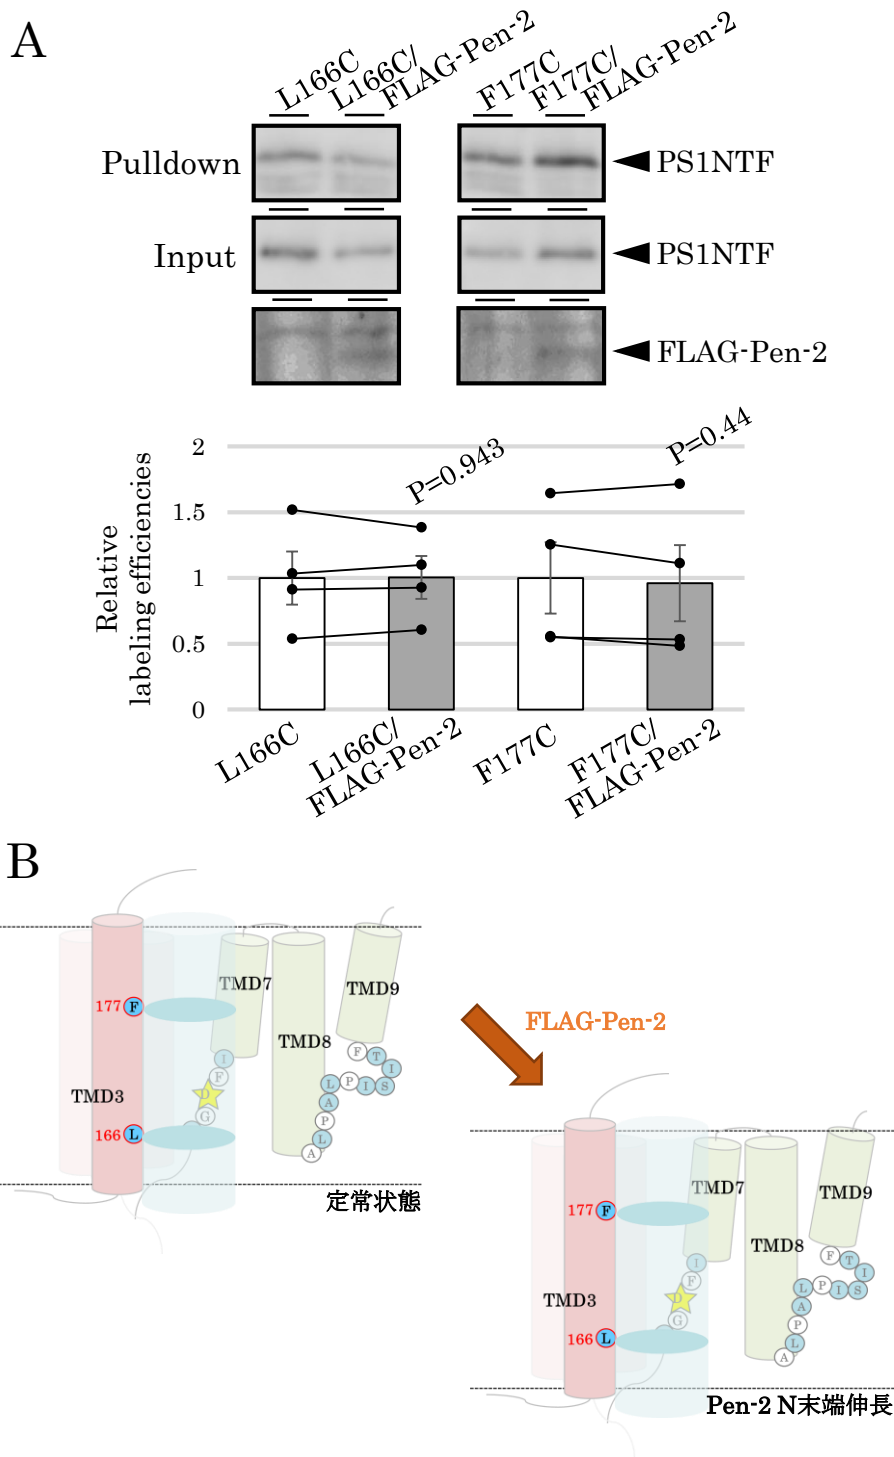 A
L166C
L166C/
FLAG-Pen-2
F177C
F177C/
FLAG-Pen-2
Pulldown
PS1NTF
Input
PS1NTF
FLAG-Pen-2
Relative
labeling efficiencies
2
1.5
1
0.5
0
P=0.943
P=0.44
L166C
L166C/
FLAG-Pen-2
F177C
F177C/
FLAG-Pen-2
B
TMD7
TMD9
177 F
TMD8
TMD3
166 L
I
F
D
G
F
T
I
S
I
P
L
A
P
L
A
定常状態
FLAG-Pen-2
TMD7
TMD9
177 F
TMD8
TMD3
166 L
I
F
D
G
F
T
I
S
I
P
L
A
P
L
A
Pen-2 N末端伸長